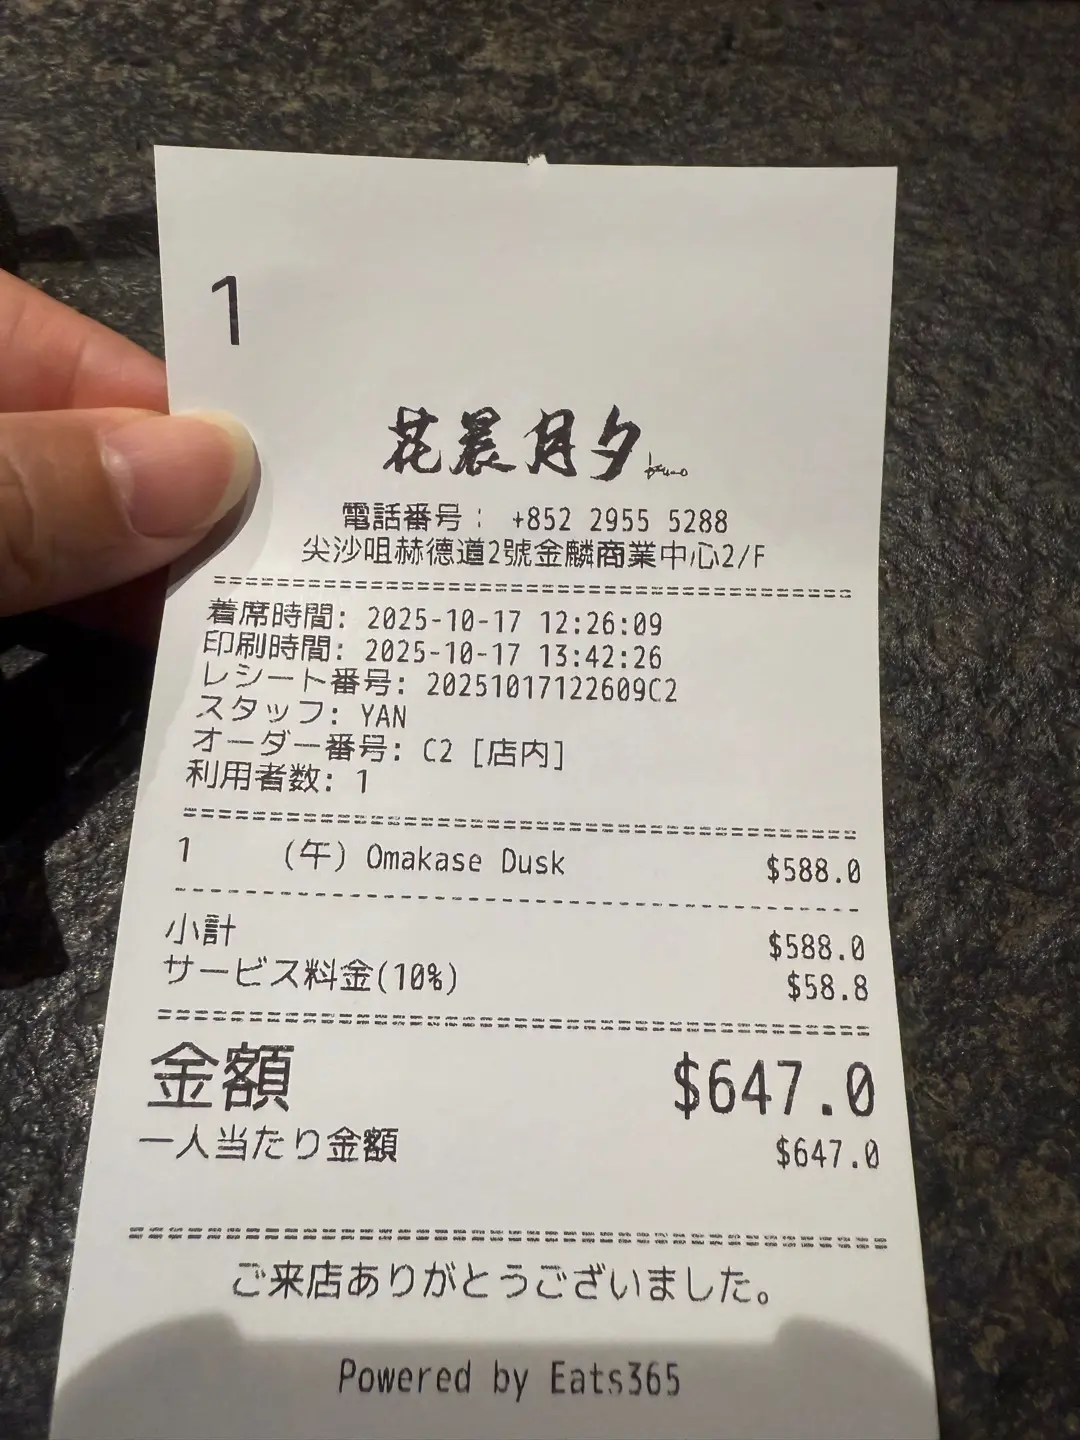 1
花晨月夕
電話番号： +852 2955 5288
尖沙咀赫德道2號金麟商業中心2/F
着席時間: 2025-10-17 12:26:09
印刷時間: 2025-10-17 13:42:26
レシート番号: 20251017122609C2
スタッフ: YAN
オーダー番号: C2 [店内]
利用者数: 1
1 (午) Omakase Dusk $588.0
小計 $588.0
サービス料金(10%) $58.8
金額 $647.0
一人当たり金額 $647.0
ご来店ありがとうございました。
Powered by Eats365